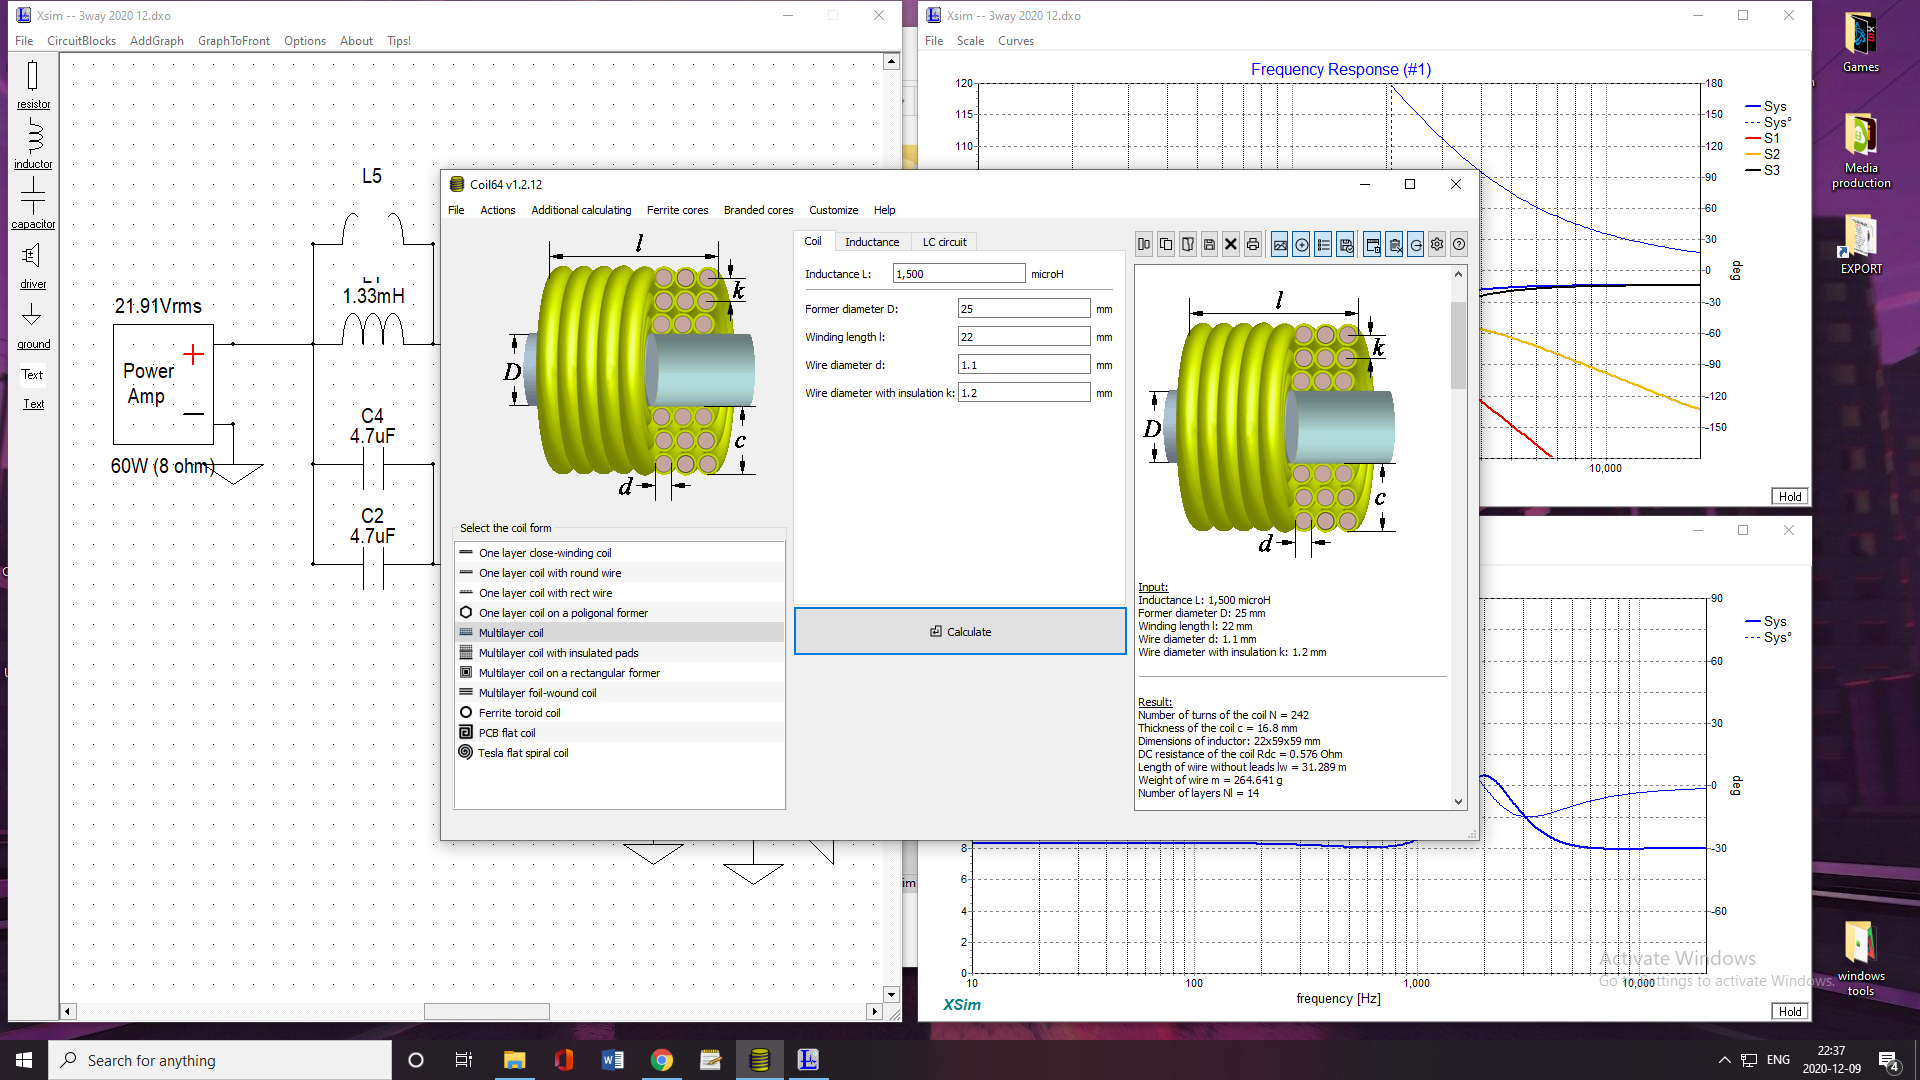 Xsim -- 3way 2020 12.dxo
File CircuitBlocks AddGraph GraphToFront Options About Tips!
resistor
inductor
capacitor
driver
ground
Text
Text
L5
1.33mH
21.91Vrms
Power
Amp
60W (8 ohm)
C4
4.7uF
C2
4.7uF
Xsim -- 3way 2020 12.dxo
File Scale Curves
Frequency Response (#1)
120
115
110
180
150
120
90
60
30
0
-30
-60
-90
-120
-150
deg
10,000
Sys
Sys°
S1
S2
S3
Hold
Coil64 v1.2.12
File Actions Additional calculating Ferrite cores Branded cores Customize Help
l
k
D
c
d
Select the coil form
One layer close-winding coil
One layer coil with round wire
One layer coil with rect wire
One layer coil on a poligonal former
Multilayer coil
Multilayer coil with insulated pads
Multilayer coil on a rectangular former
Multilayer foil-wound coil
Ferrite toroid coil
PCB flat coil
Tesla flat spiral coil
Coil Inductance LC circuit
Inductance L: 1,500 microH
Former diameter D: 25 mm
Winding length l: 22 mm
Wire diameter d: 1.1 mm
Wire diameter with insulation k: 1.2 mm
Calculate
l
k
D
c
d
Input:
Inductance L: 1,500 microH
Former diameter D: 25 mm
Winding length l: 22 mm
Wire diameter d: 1.1 mm
Wire diameter with insulation k: 1.2 mm
Result:
Number of turns of the coil N = 242
Thickness of the coil c = 16.8 mm
Dimensions of inductor: 22x59x59 mm
DC resistance of the coil Rdc = 0.576 Ohm
Length of wire without leads lw = 31.289 m
Weight of wire m = 264.641 g
Number of layers Nl = 14
90
60
30
0
-30
-60
deg
Sys
Sys°
8
6
4
2
0
10 100 1,000 10,000
frequency [Hz]
XSim
Hold
Activate Windows
Go to Settings to activate Windows.
Games
Media
production
EXPORT
windows
tools
Search for anything
ENG
22:37
2020-12-09
4